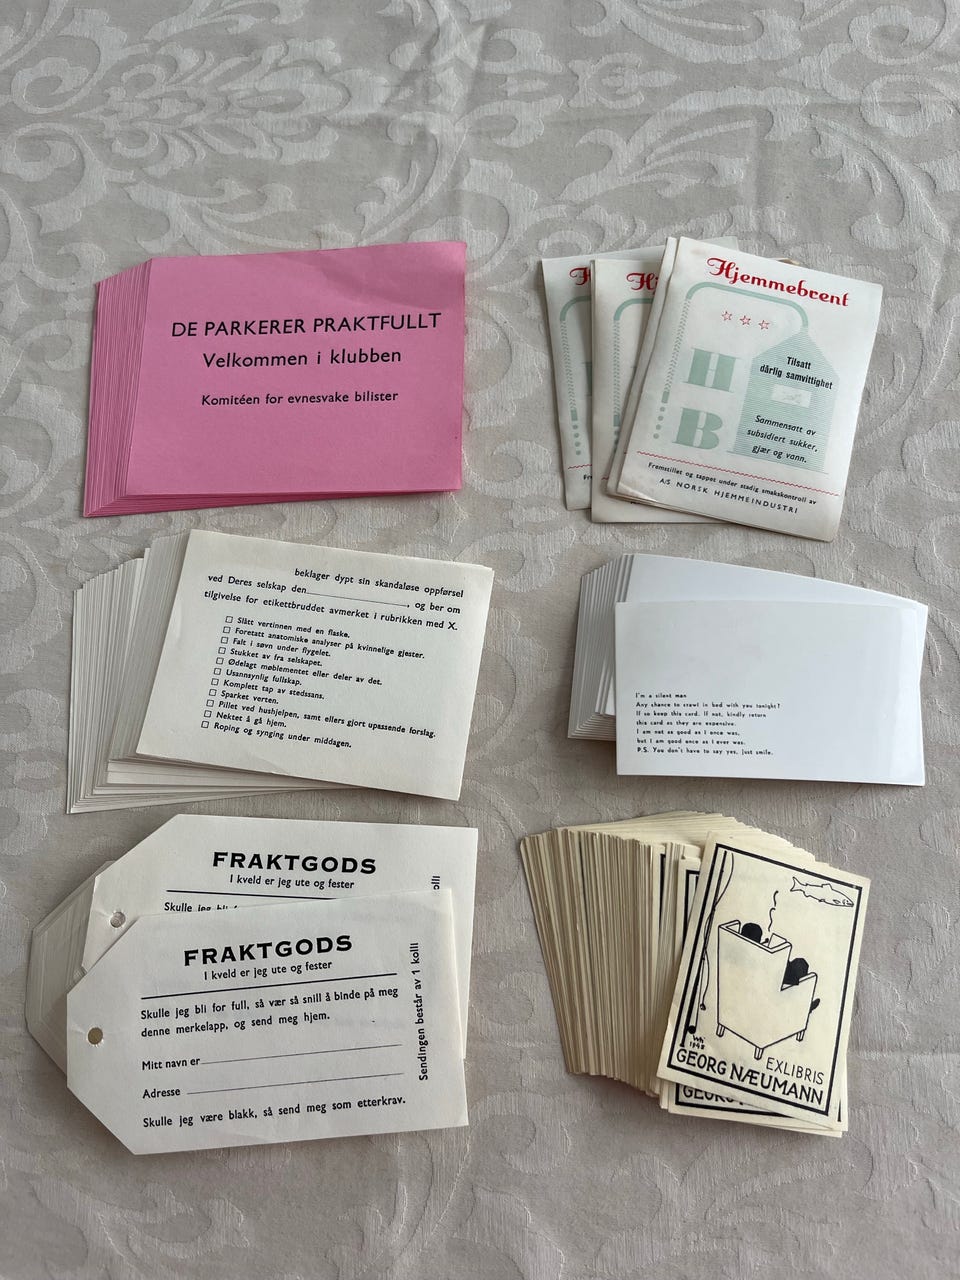 DE PARKERER PRAKTFULLT
Velkommen i klubben
Komitéen for evnesvake bilister
H
Hj
Hjemmebrent
H
B
Tilsatt
dårlig samvittighet
Sammensatt av
subsidiert sukker,
gjær og vann.
Fremstillet og tappet under stadig smakskontroll av
A/S NORSK HJEMMEINDUSTRI
beklager dypt sin skandaløse oppførsel
ved Deres selskap den, og ber om
tilgivelse for etikettbruddet avmerket i rubrikken med X.
Slått vertinnen med en flaske.
Foretatt anatomiske analyser på kvinnelige gjester.
Falt i søvn under flygelet.
Stukket av fra selskapet.
Ødelagt møblementet eller deler av det.
Usannsynlig fullskap.
Komplett tap av stedssans.
Sparket verten.
Pillet ved hushjelpen, samt ellers gjort upassende forslag.
Nektet å gå hjem.
Roping og synging under middagen.
I'm a silent man
Any chance to crawl in bed with you tonight?
If so keep this card. If not, kindly return
this card as they are expensive.
I am not as good as I once was,
but I am good once as I ever was.
P.S. You don't have to say yes, just smile.
FRAKTGODS
I kveld er jeg ute og fester
Skulle jeg bli f
kolli
FRAKTGODS
I kveld er jeg ute og fester
Skulle jeg bli for full, så vær så snill å binde på meg
denne merkelapp, og send meg hjem.
Mitt navn er
Adresse
Skulle jeg være blakk, så send meg som etterkrav.
Sendingen består av 1 kolli
1948
EXLIBRIS
GEORG NÆUMANN
GEORG